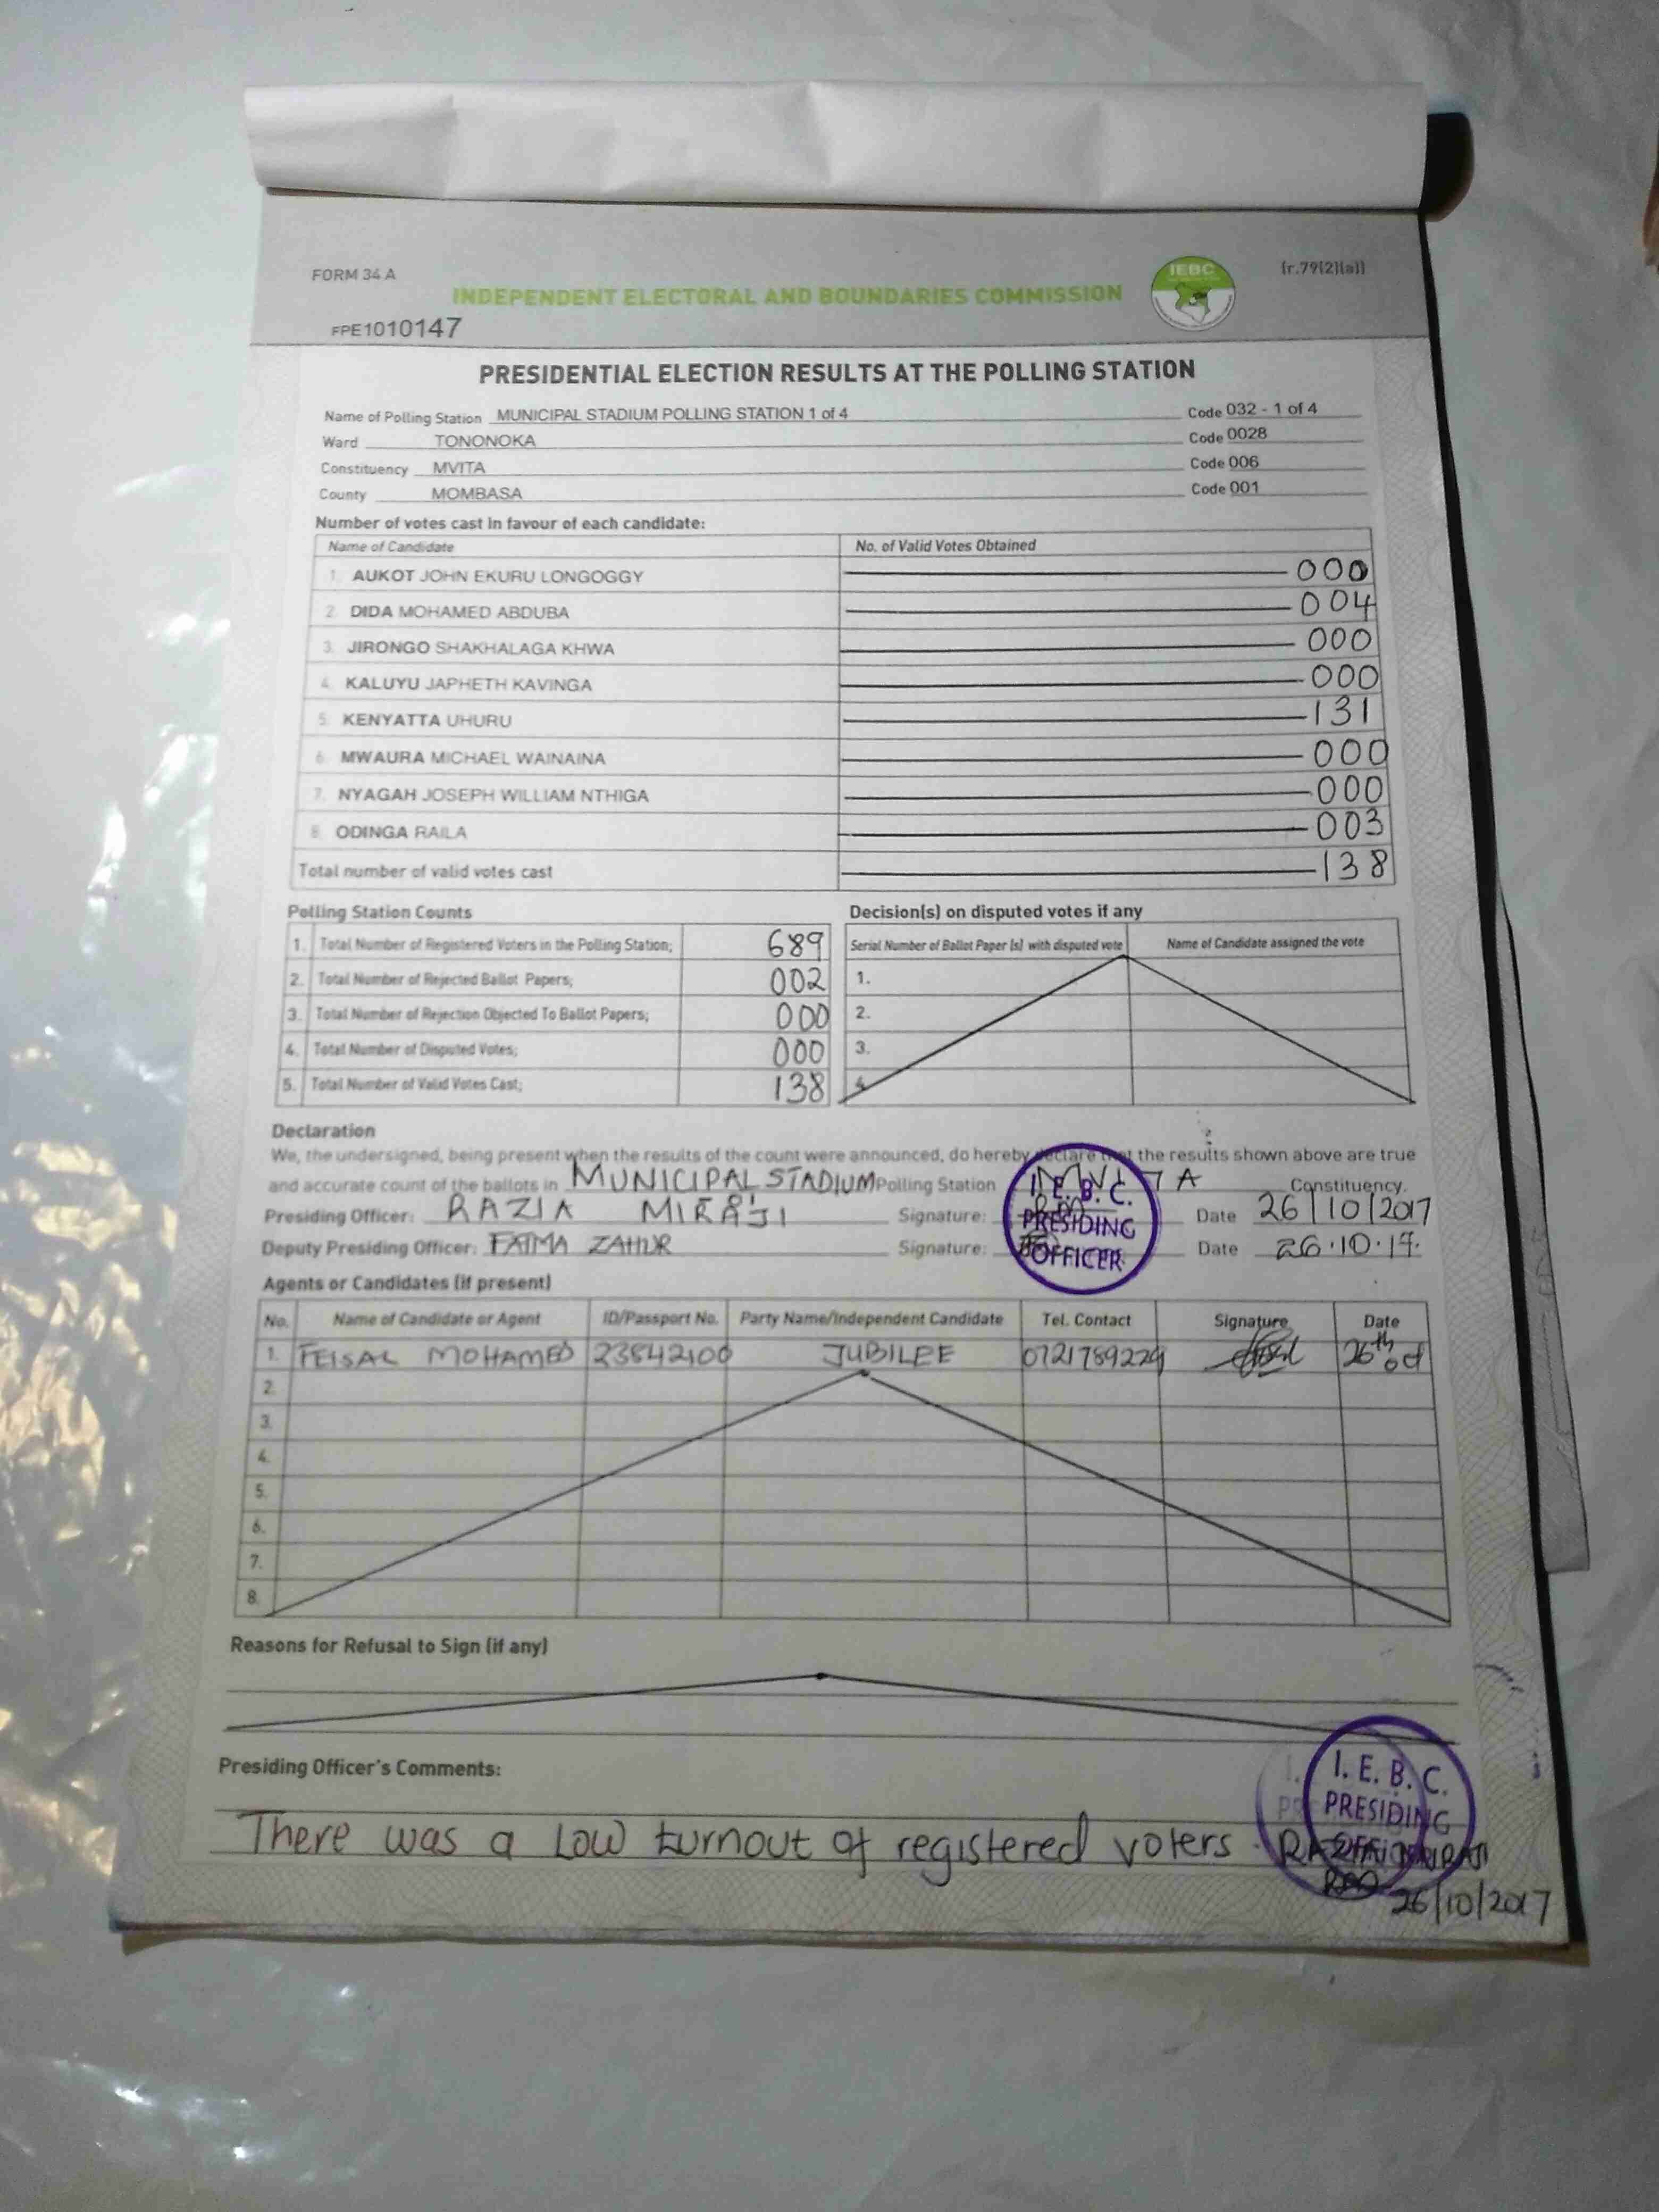 FORM 34 A
IEBC
(r.79(2)(a))
INDEPENDENT ELECTORAL AND BOUNDARIES COMMISSION
FPE1010147
PRESIDENTIAL ELECTION RESULTS AT THE POLLING STATION
Name of Polling Station MUNICIPAL STADIUM POLLING STATION 1 of 4 Code 032 - 1 of 4
Ward TONONOKA Code 0028
Constituency MVITA Code 006
County MOMBASA Code 001
Number of votes cast in favour of each candidate:
Name of Candidate No. of Valid Votes Obtained
1. AUKOT JOHN EKURU LONGOGGY 000
2. DIDA MOHAMED ABDUBA 004
3. JIRONGO SHAKHALAGA KHWA 000
4. KALUYU JAPHETH KAVINGA 000
5. KENYATTA UHURU 131
6. MWAURA MICHAEL WAINAINA 000
7. NYAGAH JOSEPH WILLIAM NTHIGA 000
8. ODINGA RAILA 003
Total number of valid votes cast 138
Polling Station Counts Decision(s) on disputed votes if any
Serial Number of Ballot Paper (s) with disputed vote Name of Candidate assigned the vote
1. Total Number of Registered Voters in the Polling Station; 689
2. Total Number of Rejected Ballot Papers; 002 1.
3. Total Number of Rejection Objected To Ballot Papers; 000 2.
4. Total Number of Disputed Votes; 000 3.
5. Total Number of Valid Votes Cast; 138 4.
Declaration
We, the undersigned, being present when the results of the count were announced, do hereby declare that the results shown above are true
and accurate count of the ballots in MUNICIPAL STADIUM Polling Station MVITA Constituency.
Presiding Officer: RAZIA MIRAJI Signature: Date 26/10/2017
Deputy Presiding Officer: FATMA ZAHUR Signature: Date 26.10.17.
I. E. B. C.
PRESIDING
OFFICER
Agents or Candidates (if present)
No. Name of Candidate or Agent ID/Passport No. Party Name/Independent Candidate Tel. Contact Signature Date
1. FEISAL MOHAMED 23842100 JUBILEE 0721789229 26th oct
2.
3.
4.
5.
6.
7.
8.
Reasons for Refusal to Sign (if any)
Presiding Officer's Comments:
There was a Low turnout of registered voters. RAZIA MIRAJI
I. E. B. C.
PRESIDING
OFFICER
26/10/2017